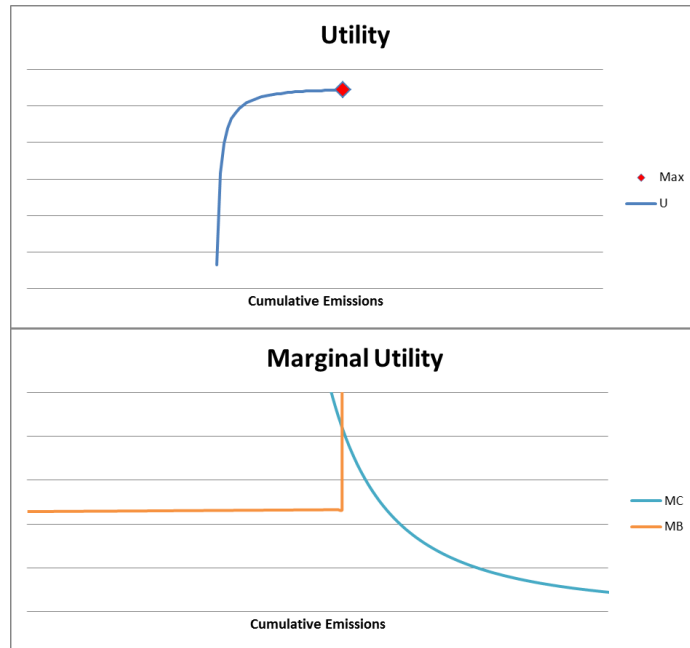 Utility
Max
U
Cumulative Emissions
Marginal Utility
MC
MB
Cumulative Emissions